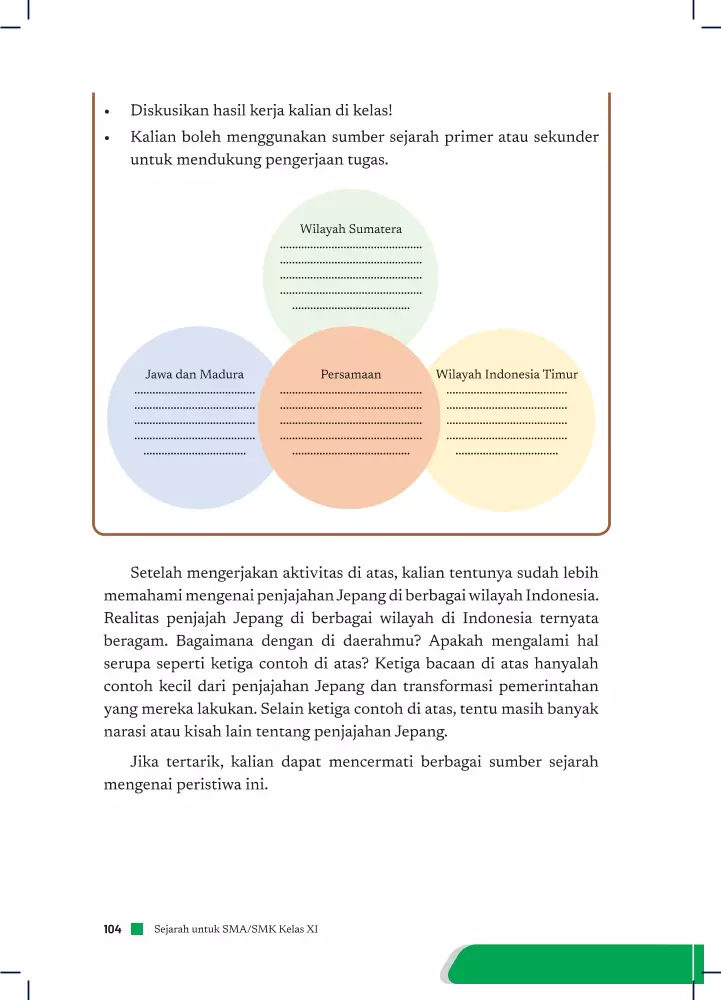 • Diskusikan hasil kerja kalian di kelas!
• Kalian boleh menggunakan sumber sejarah primer atau sekunder
untuk mendukung pengerjaan tugas.
Wilayah Sumatera
...............................................
...............................................
...............................................
...............................................
.......................................
Jawa dan Madura
........................................
........................................
........................................
........................................
..................................
Persamaan
...............................................
...............................................
...............................................
...............................................
.......................................
Wilayah Indonesia Timur
........................................
........................................
........................................
........................................
..................................
Setelah mengerjakan aktivitas di atas, kalian tentunya sudah lebih
memahami mengenai penjajahan Jepang di berbagai wilayah Indonesia.
Realitas penjajah Jepang di berbagai wilayah di Indonesia ternyata
beragam. Bagaimana dengan di daerahmu? Apakah mengalami hal
serupa seperti ketiga contoh di atas? Ketiga bacaan di atas hanyalah
contoh kecil dari penjajahan Jepang dan transformasi pemerintahan
yang mereka lakukan. Selain ketiga contoh di atas, tentu masih banyak
narasi atau kisah lain tentang penjajahan Jepang.
Jika tertarik, kalian dapat mencermati berbagai sumber sejarah
mengenai peristiwa ini.
104 Sejarah untuk SMA/SMK Kelas XI